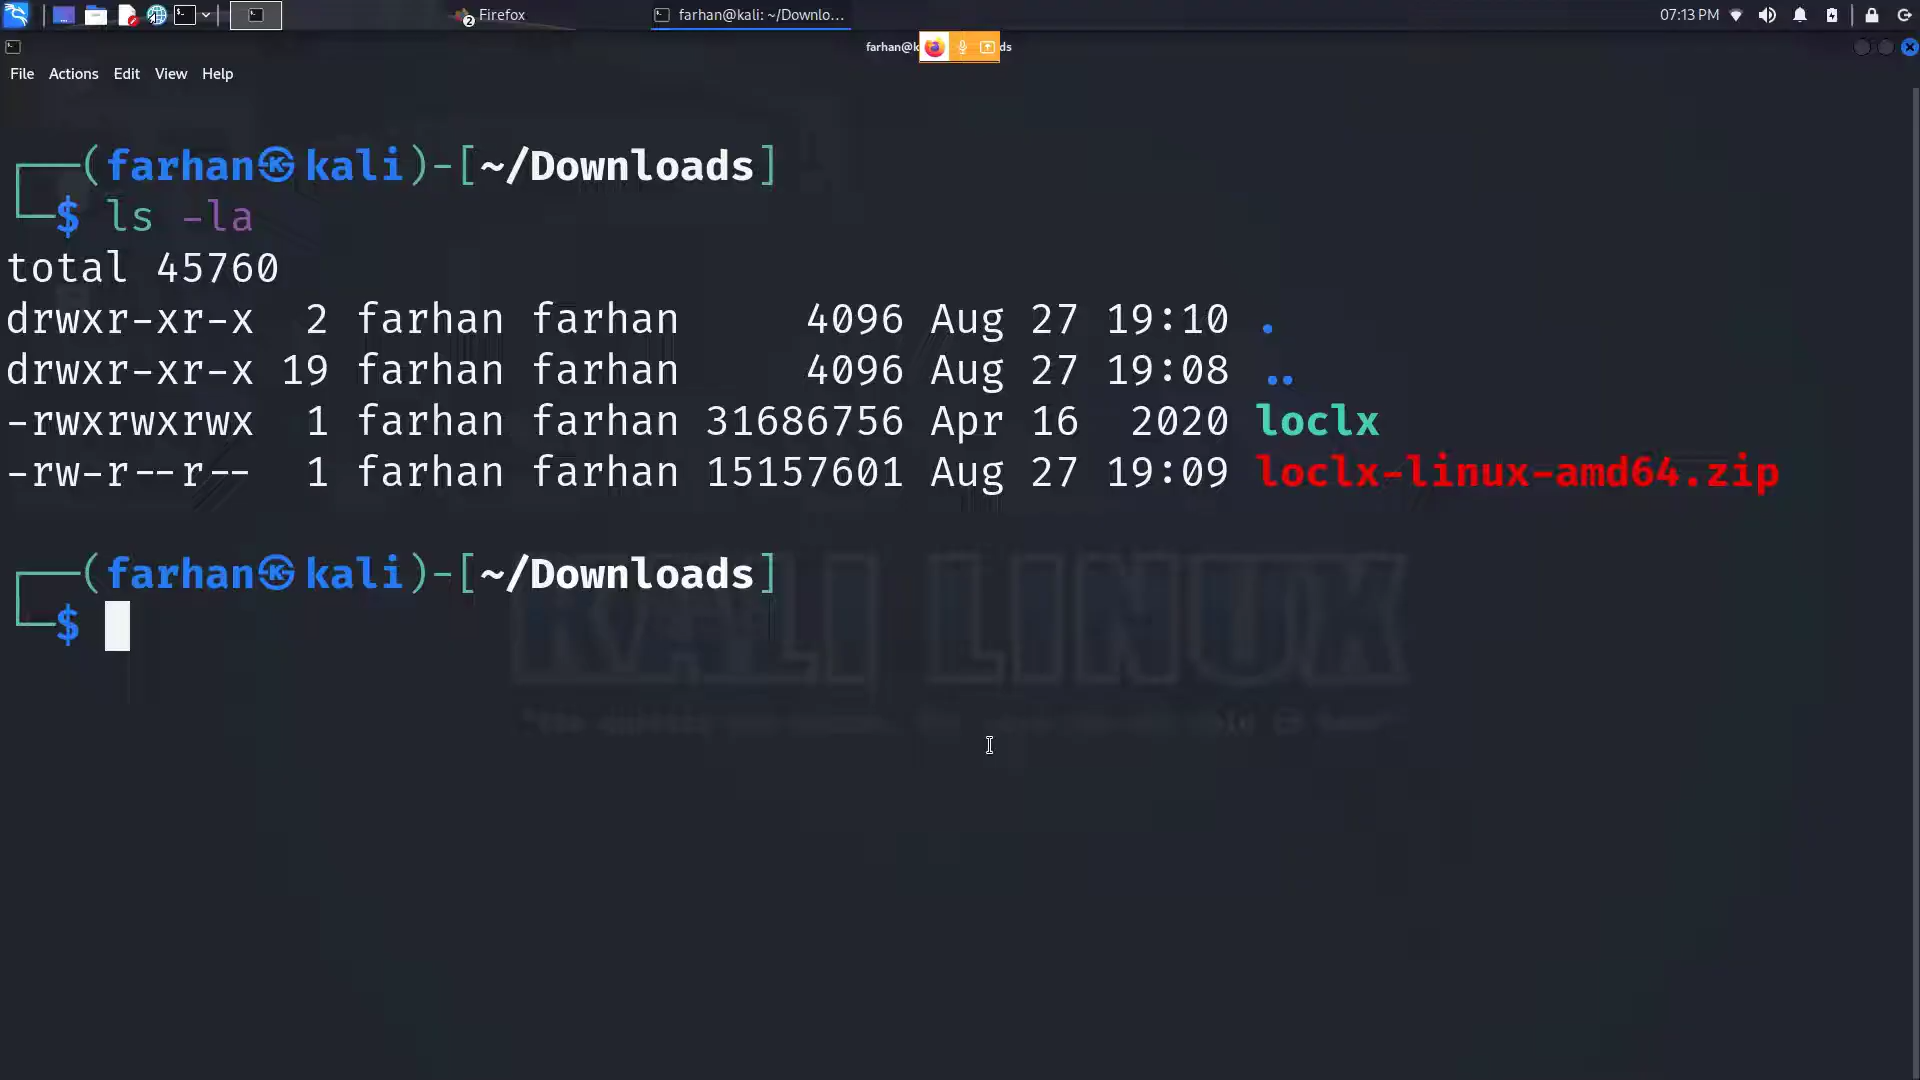 Firefox
2
farhan@kali: ~/Downlo...
07:13 PM
farhan@k
ds
File Actions Edit View Help
(farhan㉿kali)-[~/Downloads]
$ ls -la
total 45760
drwxr-xr-x 2 farhan farhan 4096 Aug 27 19:10 .
drwxr-xr-x 19 farhan farhan 4096 Aug 27 19:08 ..
-rwxrwxrwx 1 farhan farhan 31686756 Apr 16 2020 loclx
-rw-r--r-- 1 farhan farhan 15157601 Aug 27 19:09 loclx-linux-amd64.zip
(farhan㉿kali)-[~/Downloads]
$
KALI LINUX